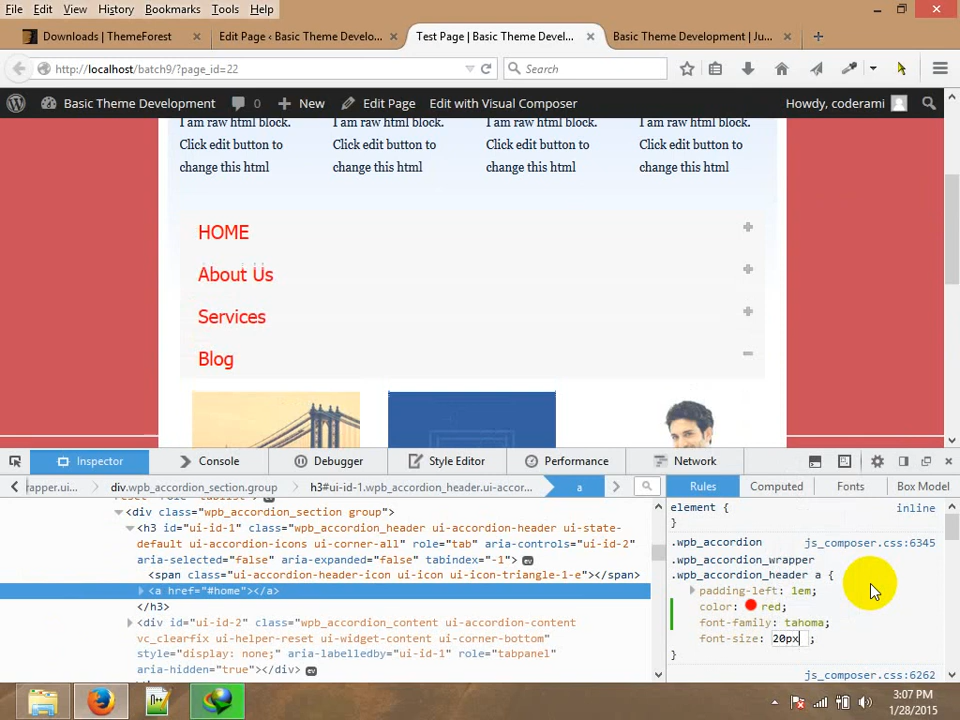 File Edit View History Bookmarks Tools Help
Downloads | ThemeForest × Edit Page ‹ Basic Theme Develo... × Test Page | Basic Theme Devel... × Basic Theme Development | Ju... × +
http://localhost/batch9/?page_id=22 Search
Basic Theme Development 0 + New Edit Page Edit with Visual Composer Howdy, coderami
I am raw html block. I am raw html block. I am raw html block. I am raw html block.
Click edit button to Click edit button to Click edit button to Click edit button to
change this html change this html change this html change this html
HOME
About Us
Services
Blog
Inspector Console Debugger Style Editor Performance Network
rapper.ui... div.wpb_accordion_section.group h3#ui-id-1.wpb_accordion_header.ui-accor... a Rules Computed Fonts Box Model
reset" role="tablist">
<div class="wpb_accordion_section group">
<h3 id="ui-id-1" class="wpb_accordion_header ui-accordion-header ui-state-
default ui-accordion-icons ui-corner-all" role="tab" aria-controls="ui-id-2"
aria-selected="false" aria-expanded="false" tabindex="-1"> ev
<span class="ui-accordion-header-icon ui-icon ui-icon-triangle-1-e"></span>
<a href="#home"></a>
</h3>
<div id="ui-id-2" class="wpb_accordion_content ui-accordion-content
vc_clearfix ui-helper-reset ui-widget-content ui-corner-bottom"
style="display: none;" aria-labelledby="ui-id-1" role="tabpanel"
aria-hidden="true"></div> ev
element { inline
}
.wpb_accordion js_composer.css:6345
.wpb_accordion_wrapper
.wpb_accordion_header a {
padding-left: 1em;
color: red;
font-family: tahoma;
font-size: 20px ;
}
js_composer.css:6262
3:07 PM
1/28/2015